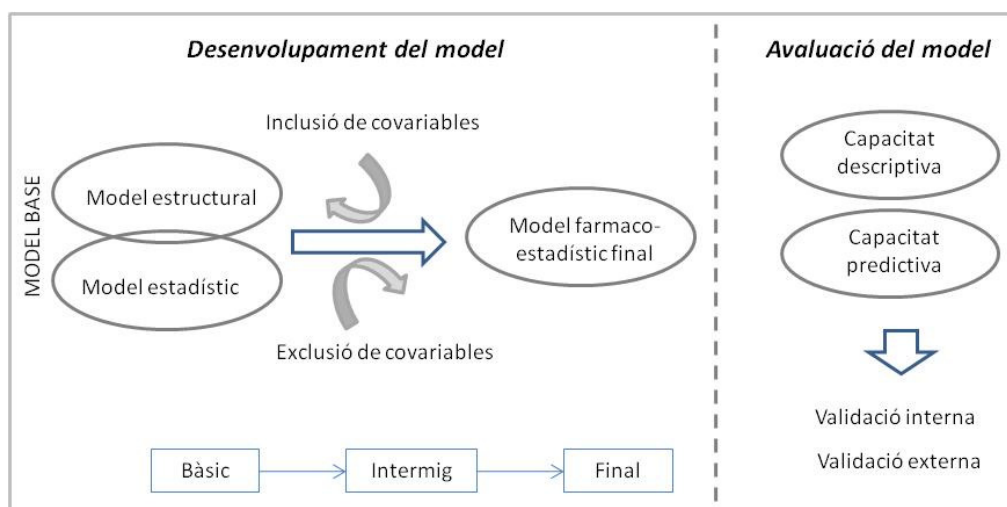 Desenvolupament del model
Inclusió de covariables
MODEL BASE
Model estructural
Model estadístic
Model farmaco-
estadístic final
Exclusió de covariables
Bàsic
Intermig
Final
Avaluació del model
Capacitat
descriptiva
Capacitat
predictiva
Validació interna
Validació externa